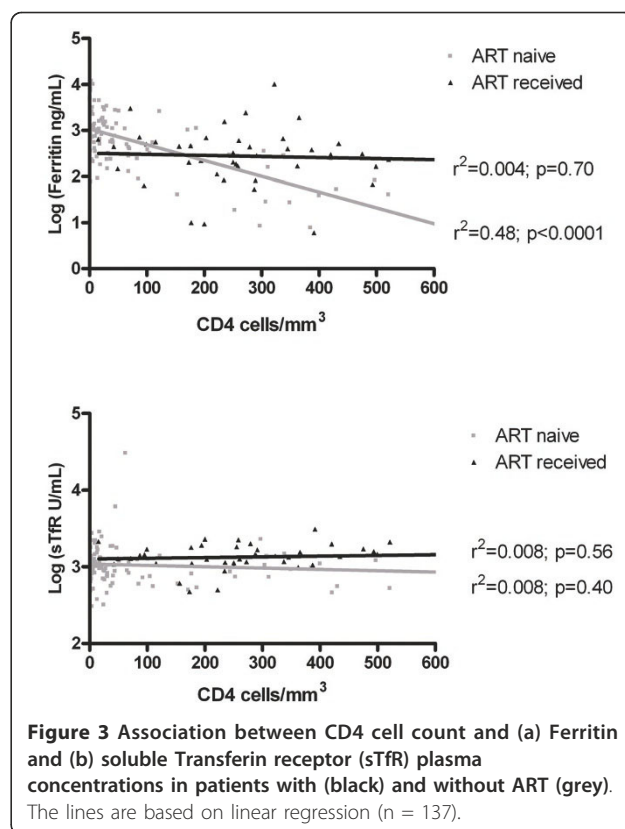 5
4
3
2
1
0
Log (Ferritin ng/mL)
ART naive
ART received
r²=0.004; p=0.70
r²=0.48; p<0.0001
0 100 200 300 400 500 600
CD4 cells/mm³
5
4
3
2
Log (sTfR U/mL)
ART naive
ART received
r²=0.008; p=0.56
r²=0.008; p=0.40
0 100 200 300 400 500 600
CD4 cells/mm³
Figure 3 Association between CD4 cell count and (a) Ferritin
and (b) soluble Transferin receptor (sTfR) plasma
concentrations in patients with (black) and without ART (grey).
The lines are based on linear regression (n = 137).